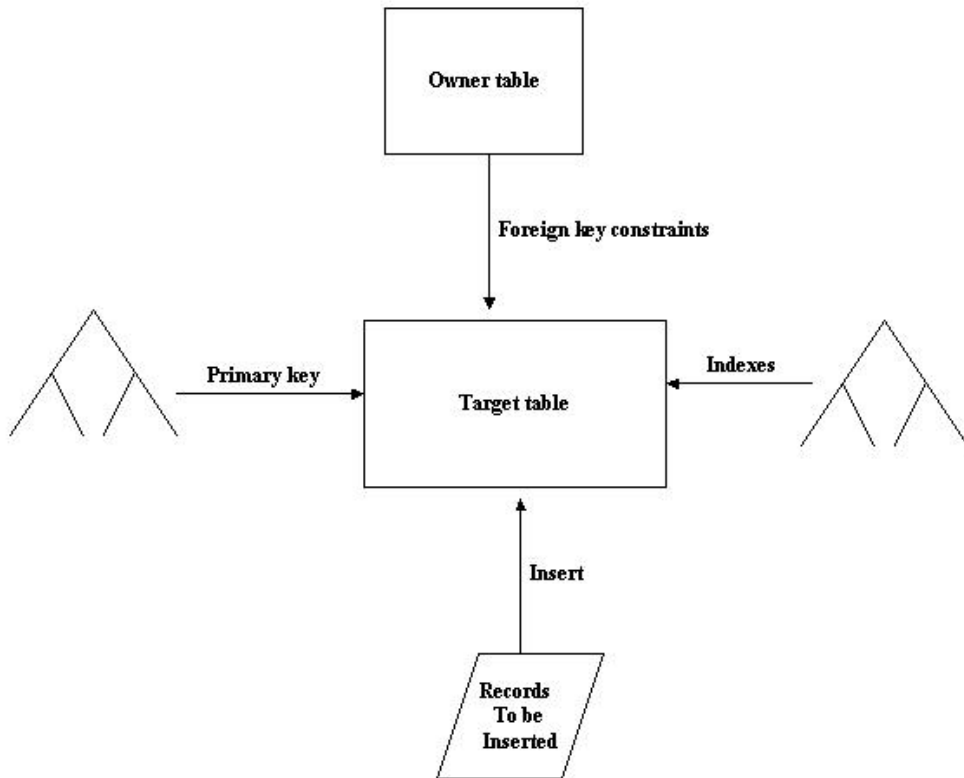 Owner table
Foreign key constraints
Primary key
Indexes
Target table
Insert
Records
To be
Inserted